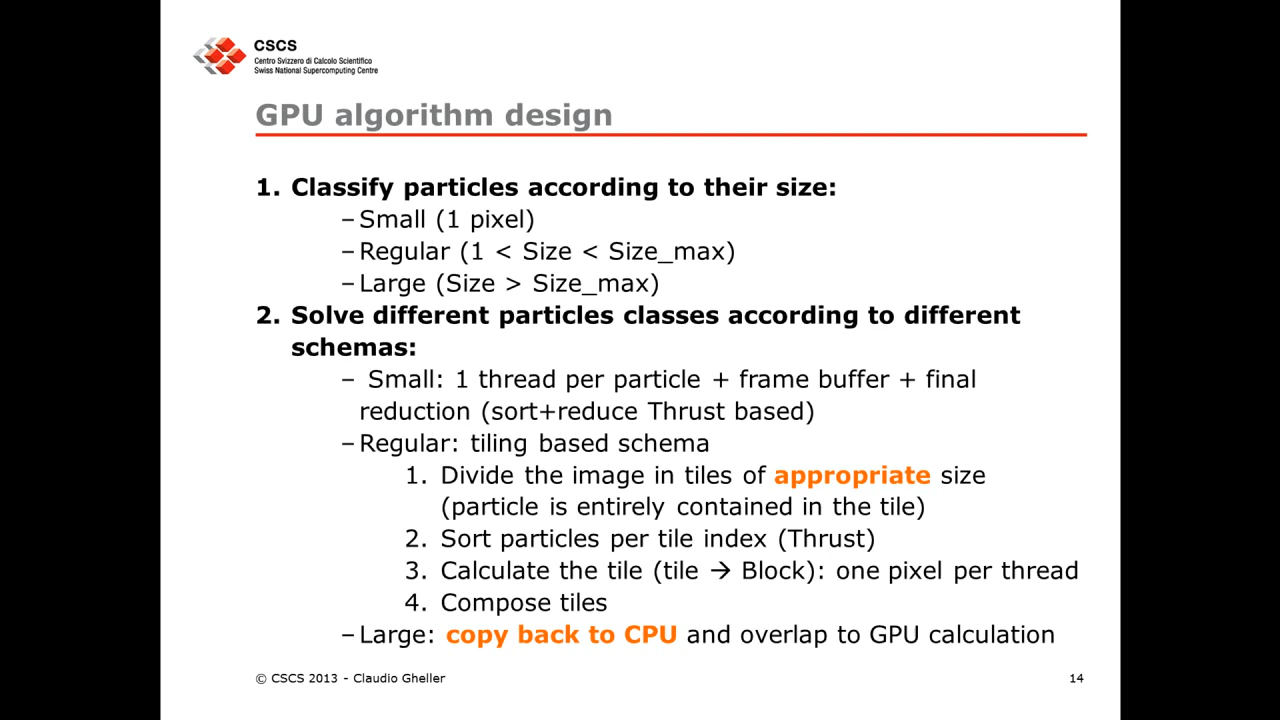 CSCS
Centro Svizzero di Calcolo Scientifico
Swiss National Supercomputing Centre
GPU algorithm design
1. Classify particles according to their size:
– Small (1 pixel)
– Regular (1 < Size < Size_max)
– Large (Size > Size_max)
2. Solve different particles classes according to different
schemas:
– Small: 1 thread per particle + frame buffer + final
reduction (sort+reduce Thrust based)
– Regular: tiling based schema
1. Divide the image in tiles of appropriate size
(particle is entirely contained in the tile)
2. Sort particles per tile index (Thrust)
3. Calculate the tile (tile → Block): one pixel per thread
4. Compose tiles
– Large: copy back to CPU and overlap to GPU calculation
© CSCS 2013 - Claudio Gheller
14